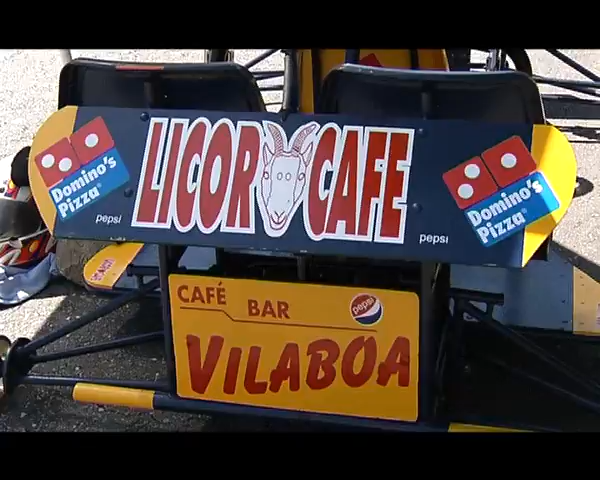 LICOR CAFE
Domino's Pizza
pepsi
Domino's Pizza
pepsi
CAFÉ BAR
pepsi
VILABOA